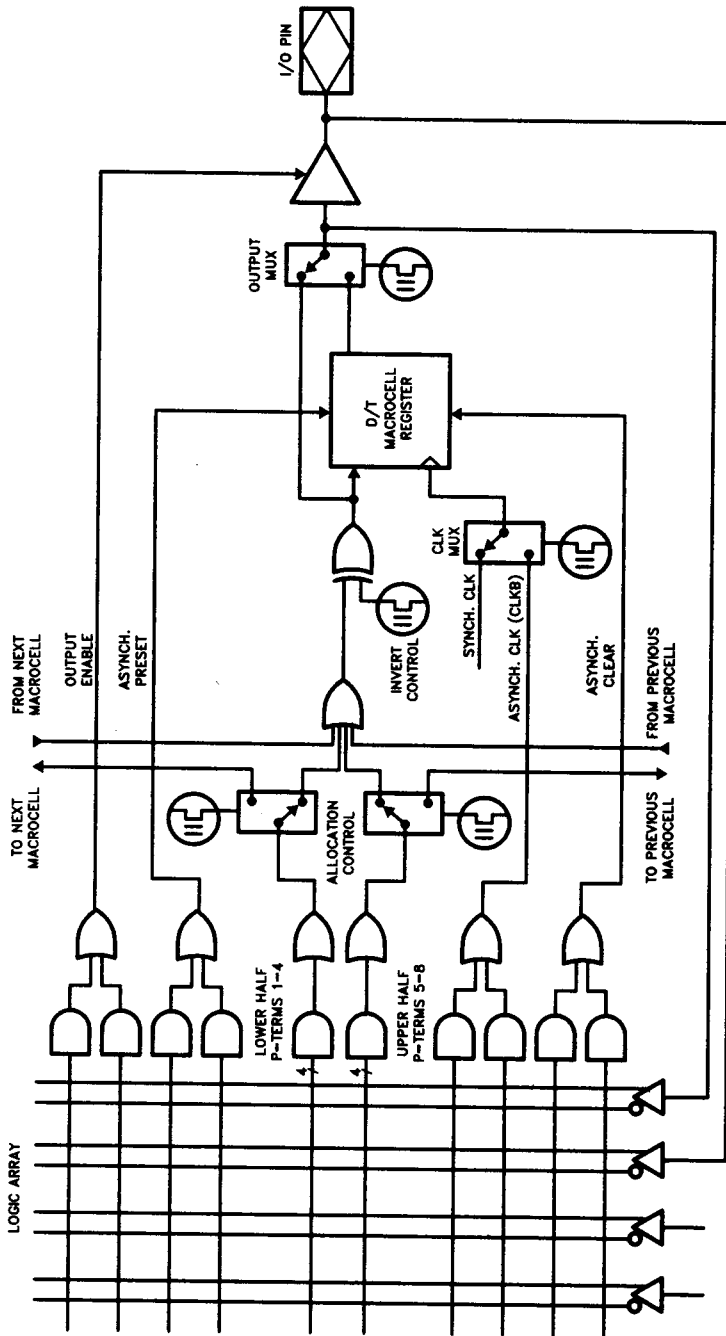 LOGIC ARRAY
TO NEXT
MACROCELL
FROM NEXT
MACROCELL
OUTPUT
ENABLE
ASYNCH.
PRESET
I/O PIN
OUTPUT
MUX
D/T
MACROCELL
REGISTER
LOWER HALF
P-TERMS 1-4
4
4
UPPER HALF
P-TERMS 5-8
ALLOCATION
CONTROL
INVERT
CONTROL
CLK
MUX
SYNCH. CLK
ASYNCH. CLK (CLKB)
ASYNCH.
CLEAR
TO PREVIOUS
MACROCELL
FROM PREVIOUS
MACROCELL